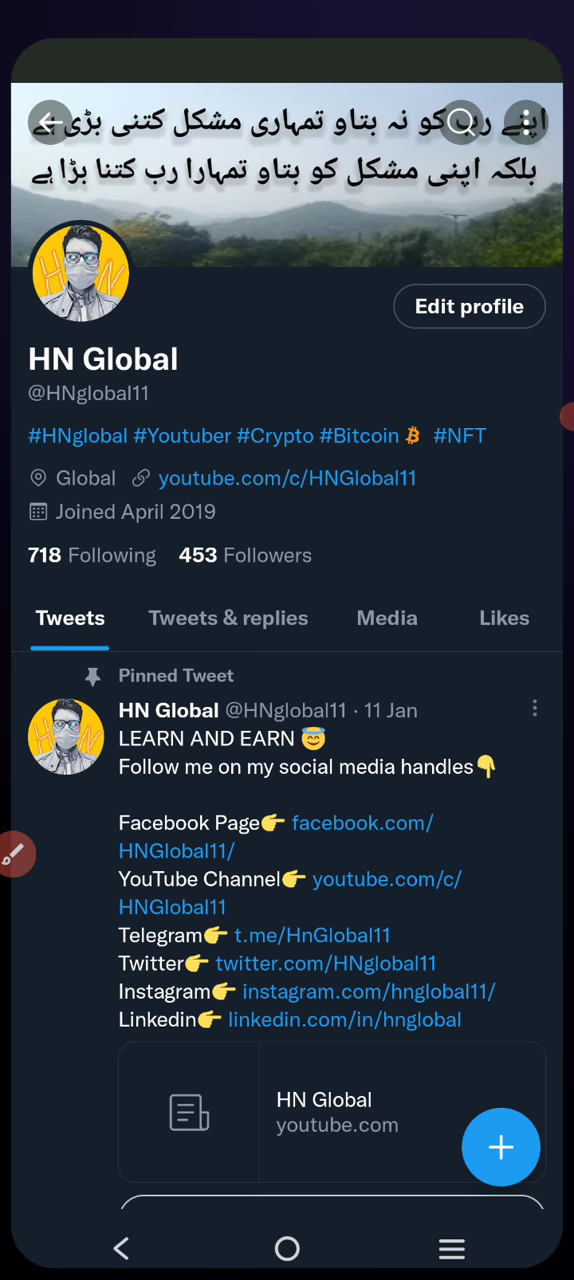 اپنے رب کو نہ بتاو تمہاری مشکل کتنی بڑی ہے
بلکہ اپنی مشکل کو بتاو تمہارا رب کتنا بڑا ہے
HN
Edit profile
HN Global
@HNglobal11
#HNglobal #Youtuber #Crypto #Bitcoin #NFT
Global youtube.com/c/HNGlobal11
Joined April 2019
718 Following 453 Followers
Tweets Tweets & replies Media Likes
Pinned Tweet
HN Global @HNglobal11 · 11 Jan
LEARN AND EARN 😇
Follow me on my social media handles👇
Facebook Page👉 facebook.com/
HNGlobal11/
YouTube Channel👉 youtube.com/c/
HNGlobal11
Telegram👉 t.me/HnGlobal11
Twitter👉 twitter.com/HNglobal11
Instagram👉 instagram.com/hnglobal11/
Linkedin👉 linkedin.com/in/hnglobal
HN Global
youtube.com